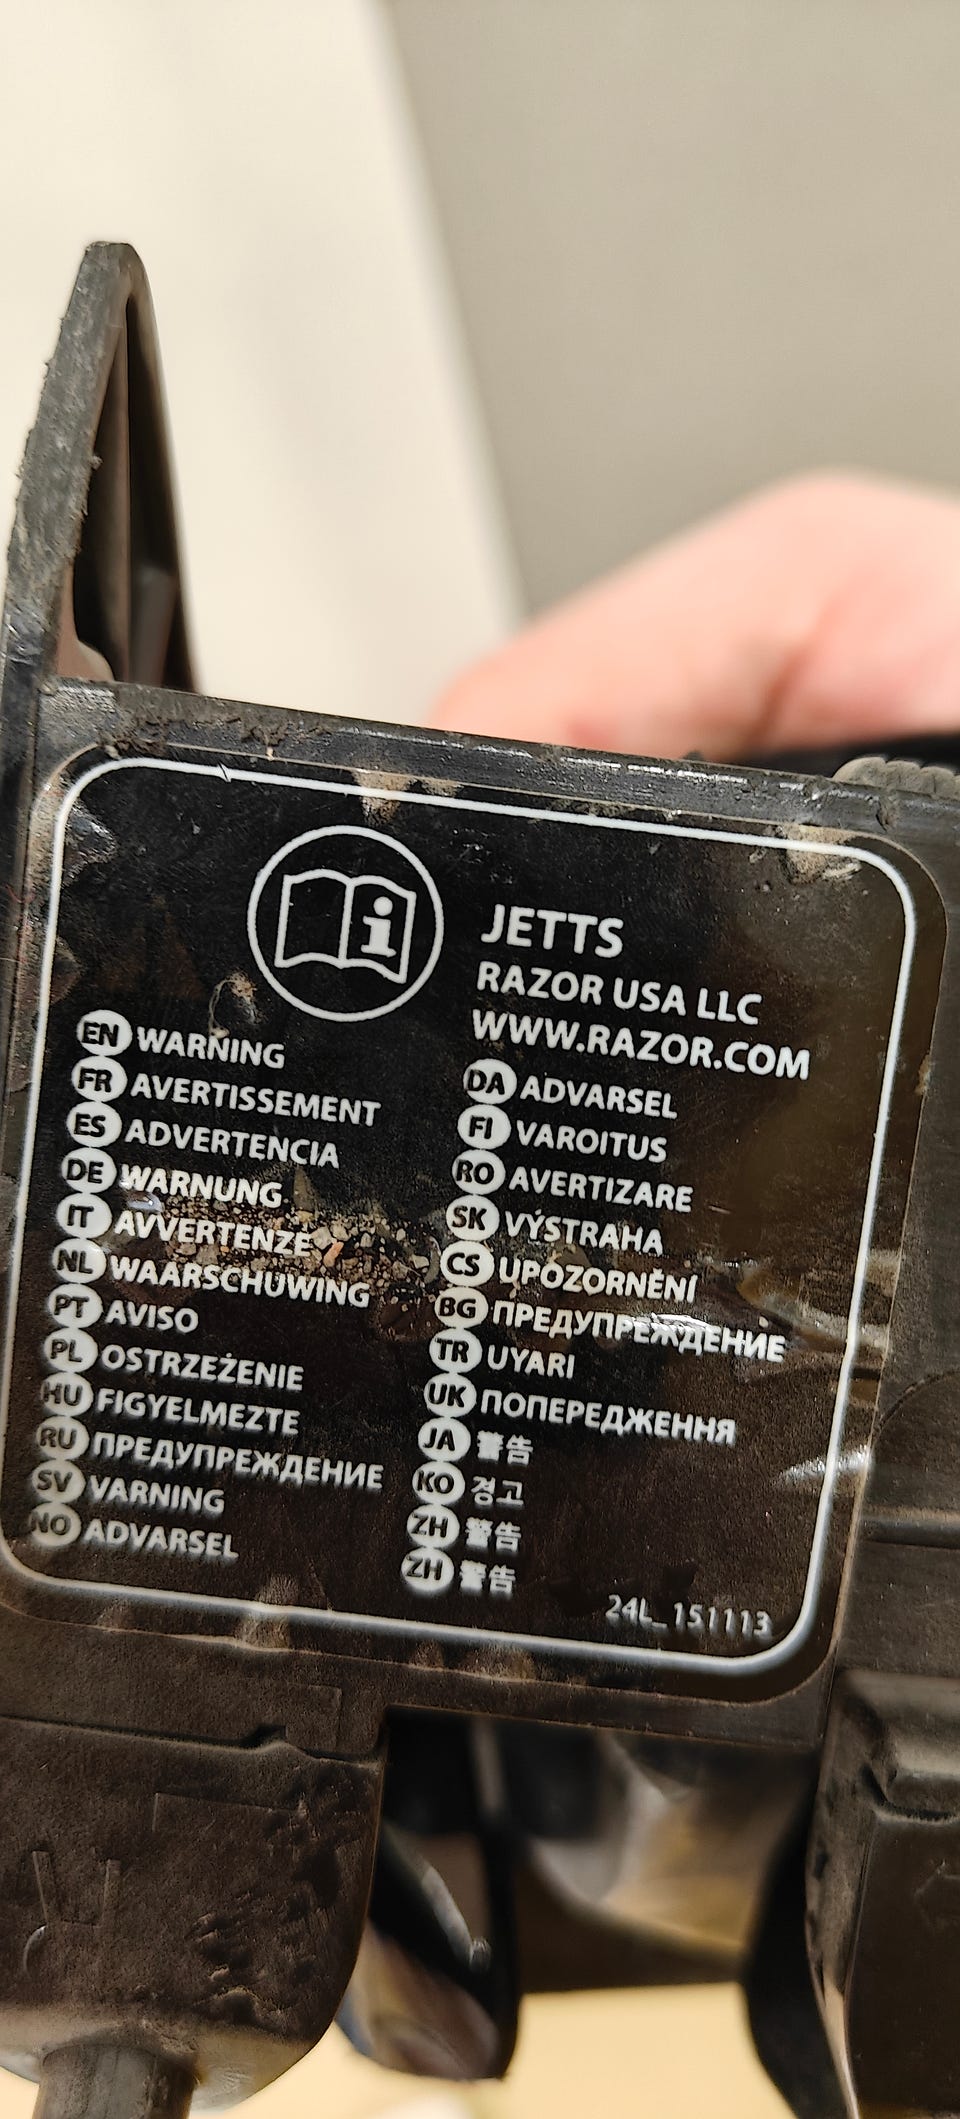 JETTS
RAZOR USA LLC
WWW.RAZOR.COM
EN WARNING
FR AVERTISSEMENT
ES ADVERTENCIA
DE WARNUNG
IT AVVERTENZE
NL WAARSCHUWING
PT AVISO
PL OSTRZEŻENIE
HU FIGYELMEZTE
RU ПРЕДУПРЕЖДЕНИЕ
SV VARNING
NO ADVARSEL
DA ADVARSEL
FI VAROITUS
RO AVERTIZARE
SK VÝSTRAHA
CS UPOZORNĚNÍ
BG ПРЕДУПРЕЖДЕНИЕ
TR UYARI
UK ПОПЕРЕДЖЕННЯ
JA 警告
KO 경고
ZH 警告
ZH 警告
24L_151113